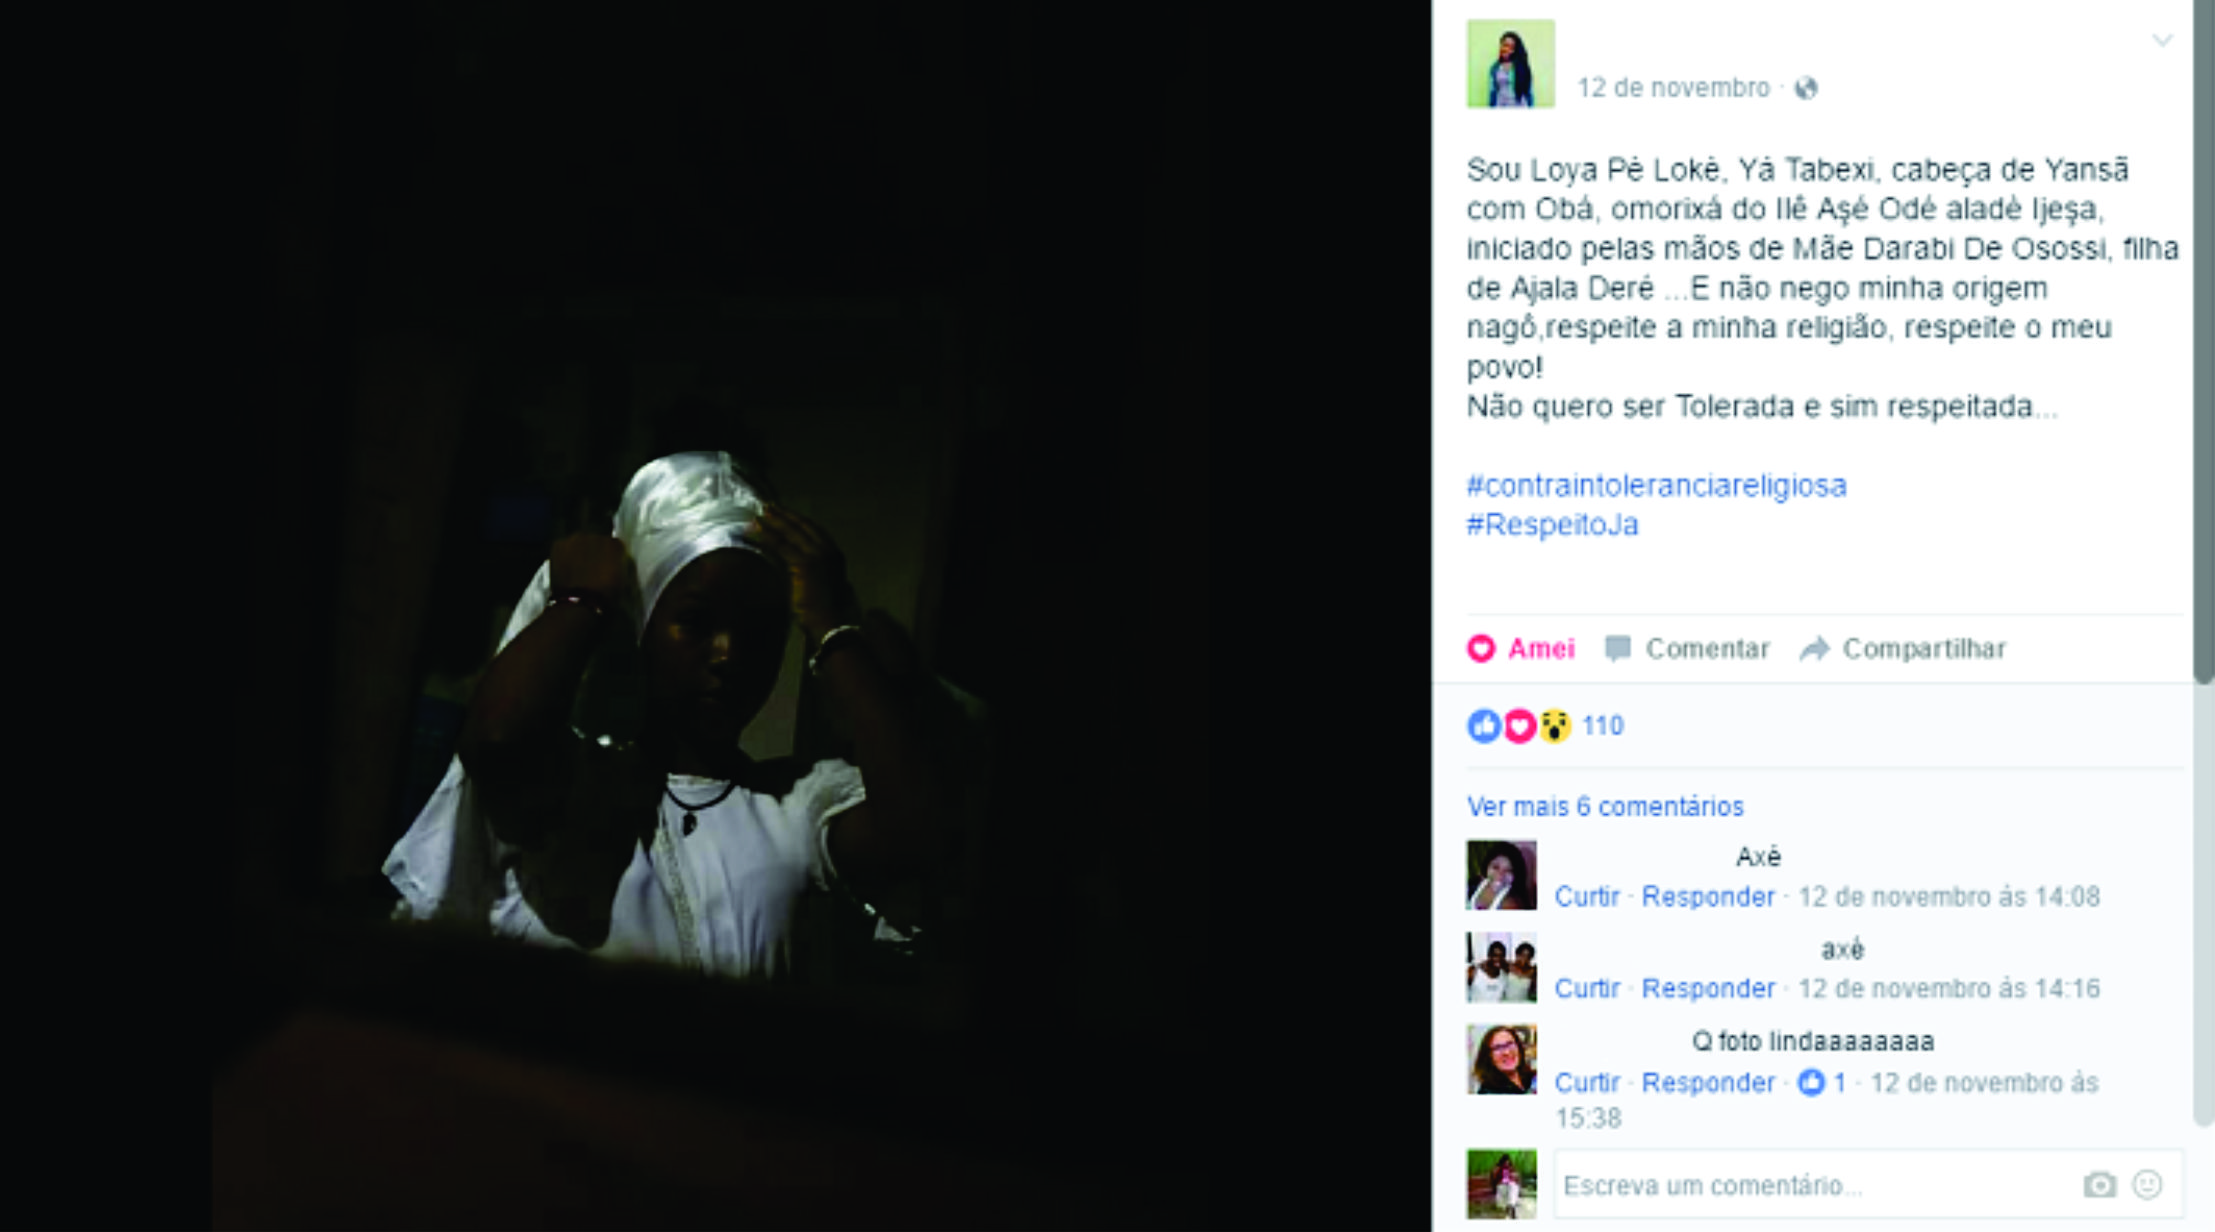 12 de novembro ·
Sou Loya Pè Lokè, Yá Tabexi, cabeça de Yansã
com Obá, omorixá do Ilê Aşé Odé aladè Ijeşa,
iniciado pelas mãos de Mãe Darabi De Osossi, filha
de Ajala Deré ...E não nego minha origem
nagô,respeite a minha religião, respeite o meu
povo!
Não quero ser Tolerada e sim respeitada...
#contraintoleranciareligiosa
#RespeitoJa
Amei Comentar Compartilhar
110
Ver mais 6 comentários
Axé
Curtir · Responder · 12 de novembro às 14:08
axé
Curtir · Responder · 12 de novembro às 14:16
Q foto lindaaaaaaaaa
Curtir · Responder · 1 · 12 de novembro às
15:38
Escreva um comentário...